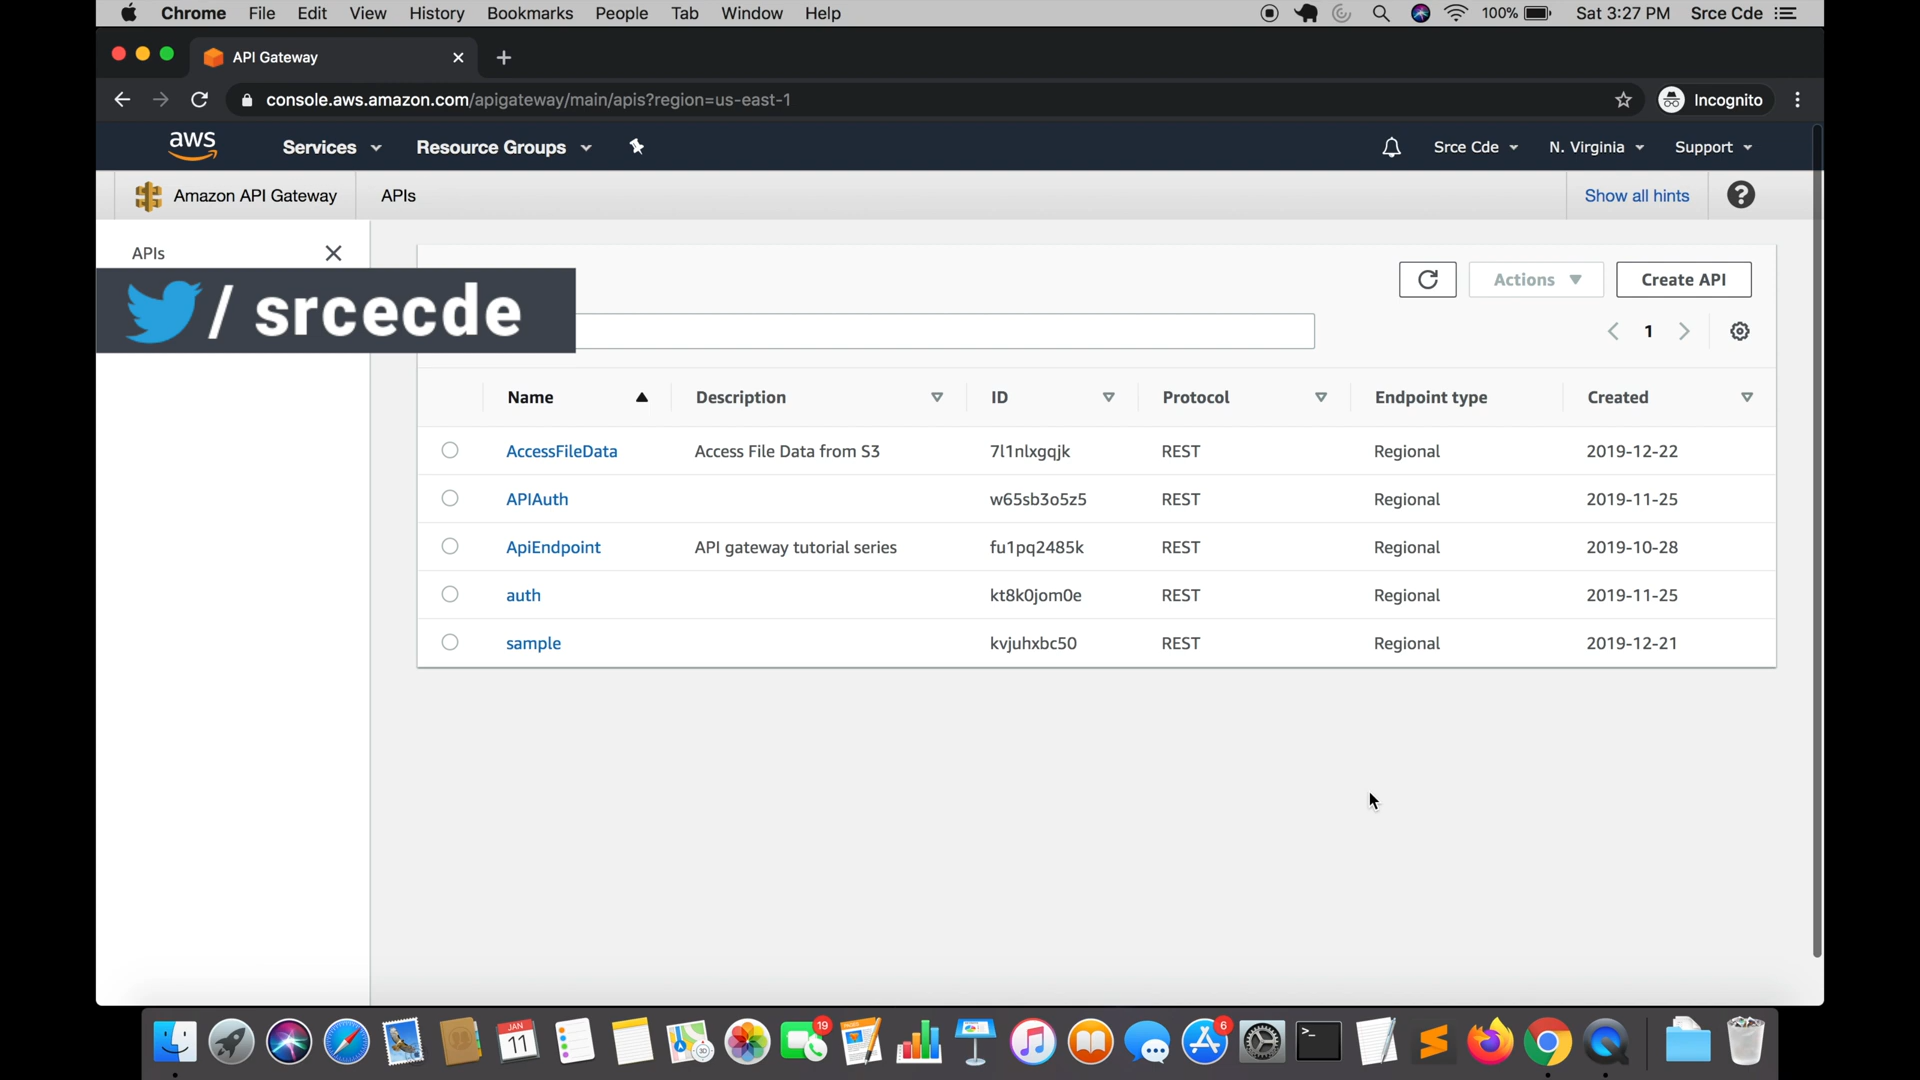 Chrome File Edit View History Bookmarks People Tab Window Help 100% Sat 3:27 PM Srce Cde
API Gateway
console.aws.amazon.com/apigateway/main/apis?region=us-east-1 Incognito
aws Services Resource Groups Srce Cde N. Virginia Support
Amazon API Gateway APIs Show all hints ?
APIs
/ srcecde
Actions Create API
1
Name Description ID Protocol Endpoint type Created
AccessFileData Access File Data from S3 7l1nlxgqjk REST Regional 2019-12-22
APIAuth w65sb3o5z5 REST Regional 2019-11-25
ApiEndpoint API gateway tutorial series fu1pq2485k REST Regional 2019-10-28
auth kt8k0jom0e REST Regional 2019-11-25
sample kvjuhxbc50 REST Regional 2019-12-21
JAN
11
19
PAGES
6